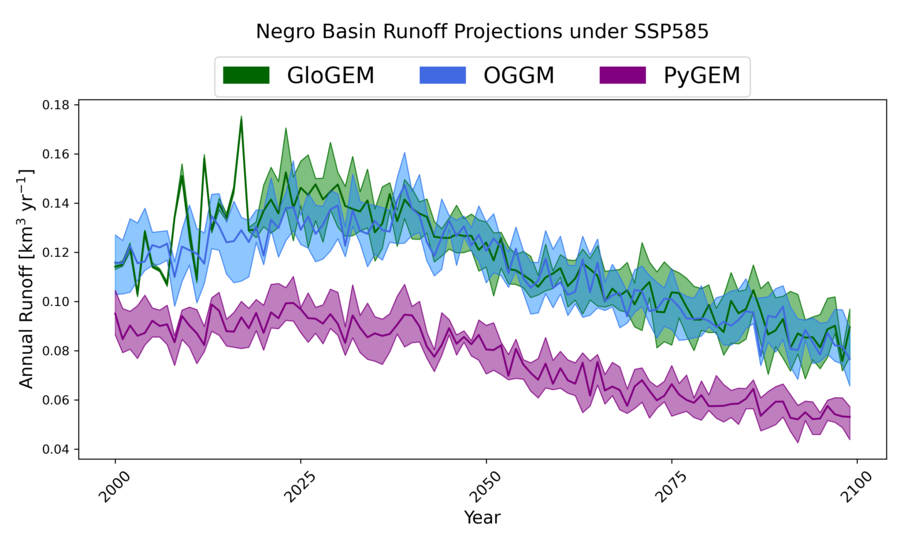 Negro Basin Runoff Projections under SSP585
GloGEM OGGM PyGEM
Annual Runoff [km³ yr⁻¹]
0.18
0.16
0.14
0.12
0.10
0.08
0.06
0.04
2000 2025 2050 2075 2100
Year